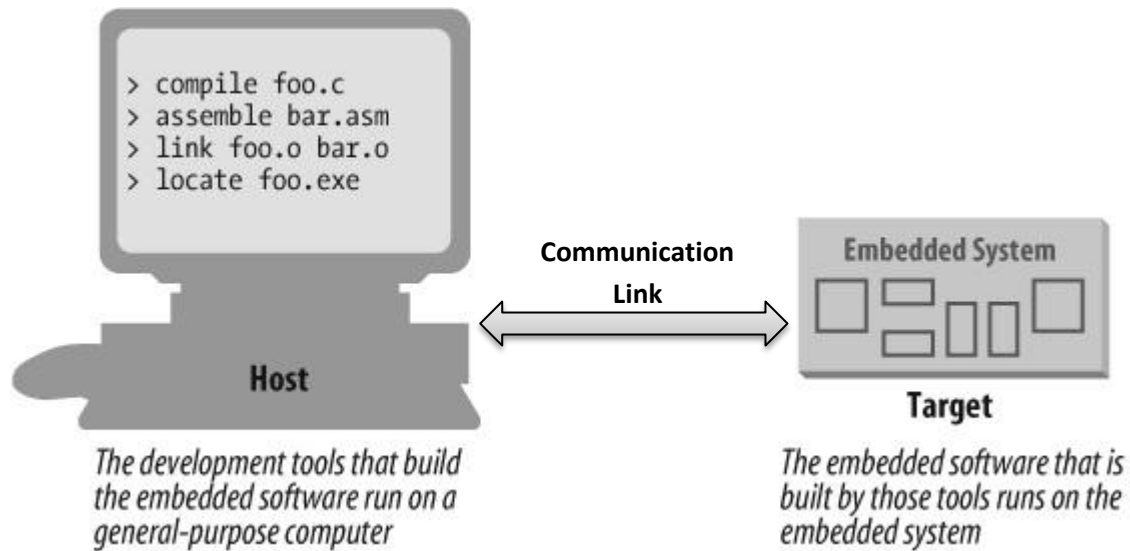 > compile foo.c
> assemble bar.asm
> link foo.o bar.o
> locate foo.exe
Communication
Link
Embedded System
Host
Target
The development tools that build
the embedded software run on a
general-purpose computer
The embedded software that is
built by those tools runs on the
embedded system